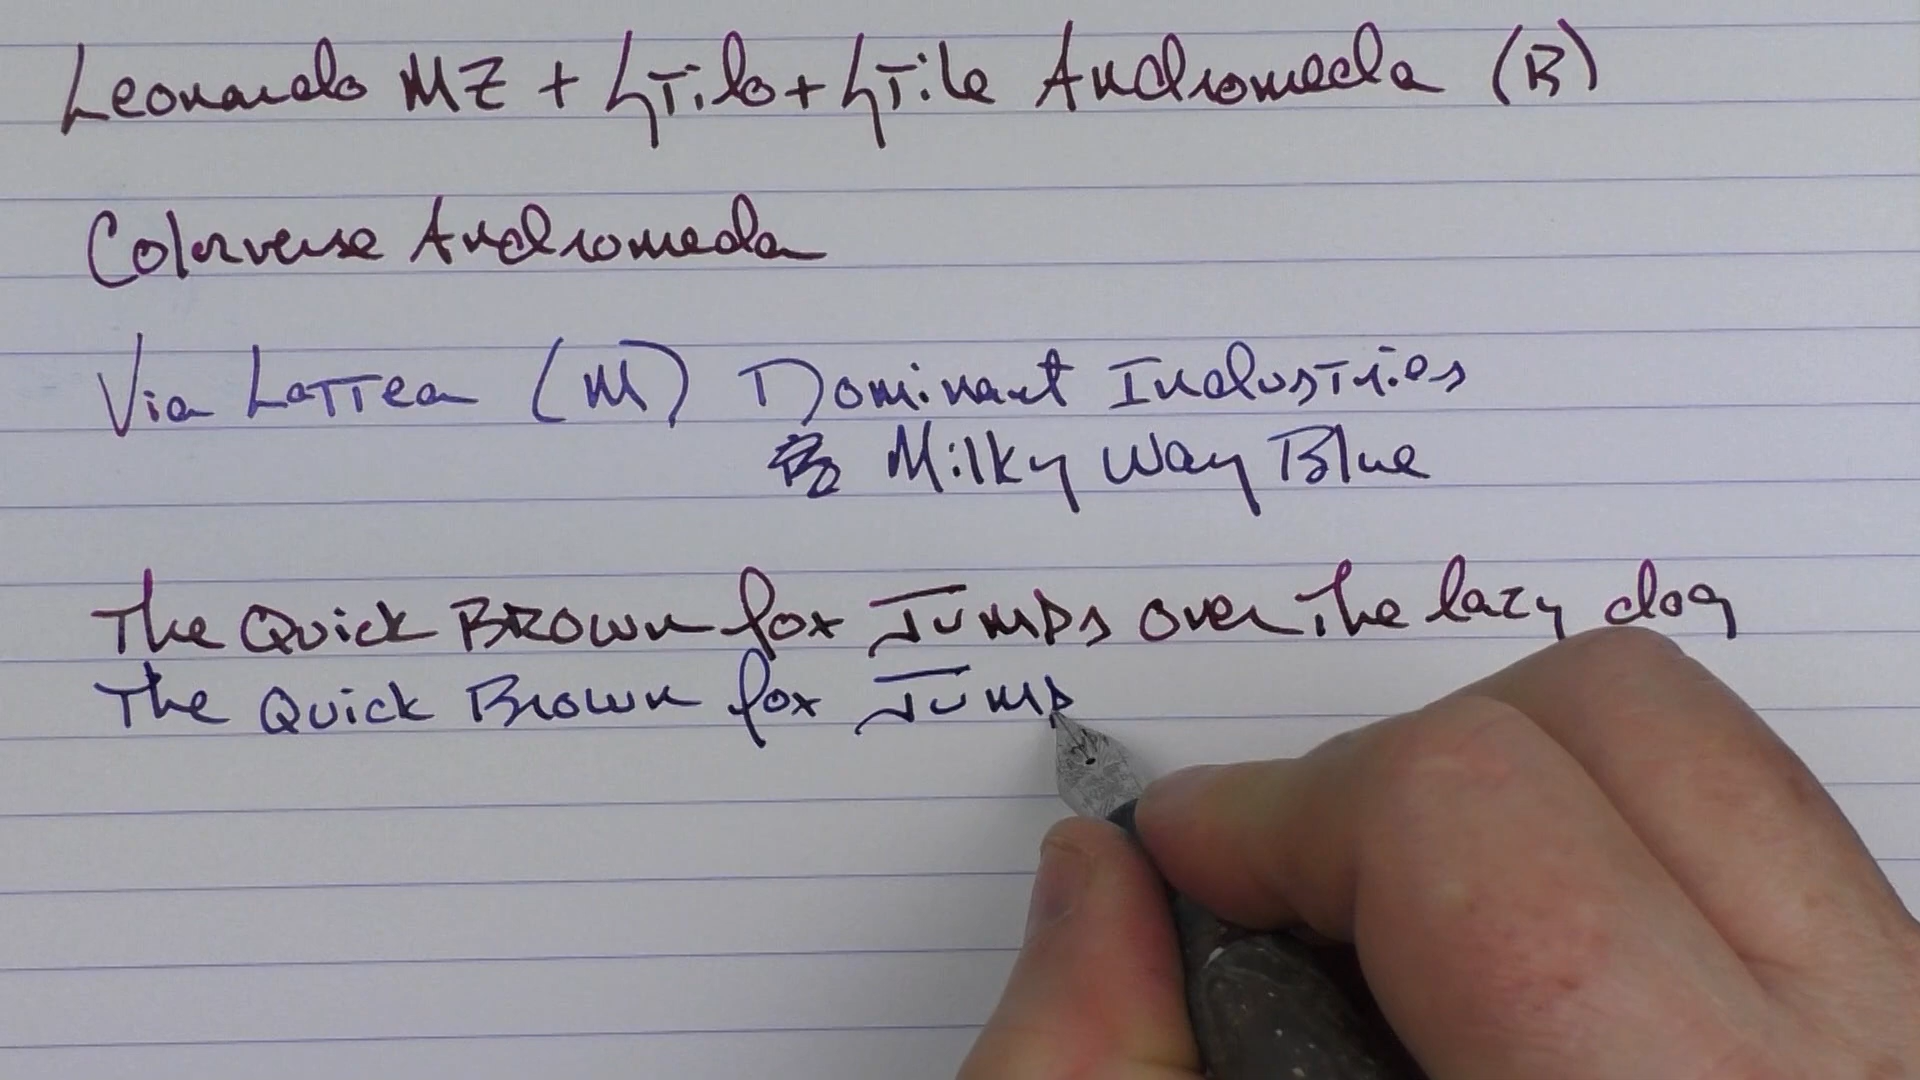 Leonardo MZ + Stilo + Stile Andromeda (B)
Colorverse Andromeda
Via Lattea (M) Dominant Industries
Milky Way Blue
The Quick Brown fox Jumps over The lazy dog
The Quick Brown fox Jump